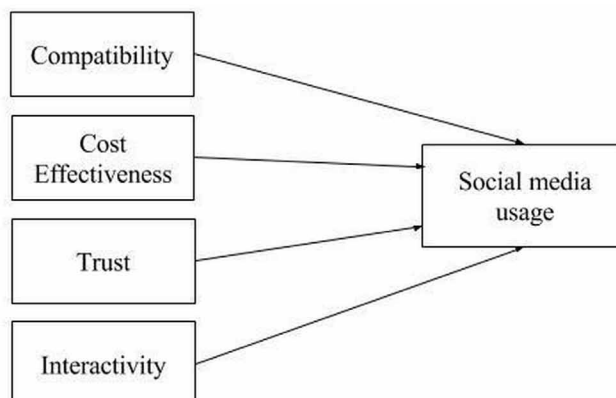 Compatibility
Cost
Effectiveness
Trust
Interactivity
Social media
usage